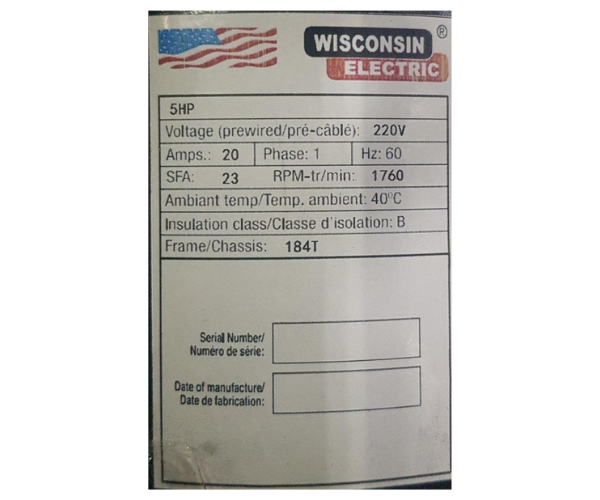 WISCONSIN®
ELECTRIC
5HP
Voltage (prewired/pré-câblé): 220V
Amps.: 20 Phase: 1 Hz: 60
SFA: 23 RPM-tr/min: 1760
Ambiant temp/Temp. ambient: 40°C
Insulation class/Classe d'isolation: B
Frame/Chassis: 184T
Serial Number/
Numéro de série:
Date of manufacture/
Date de fabrication: